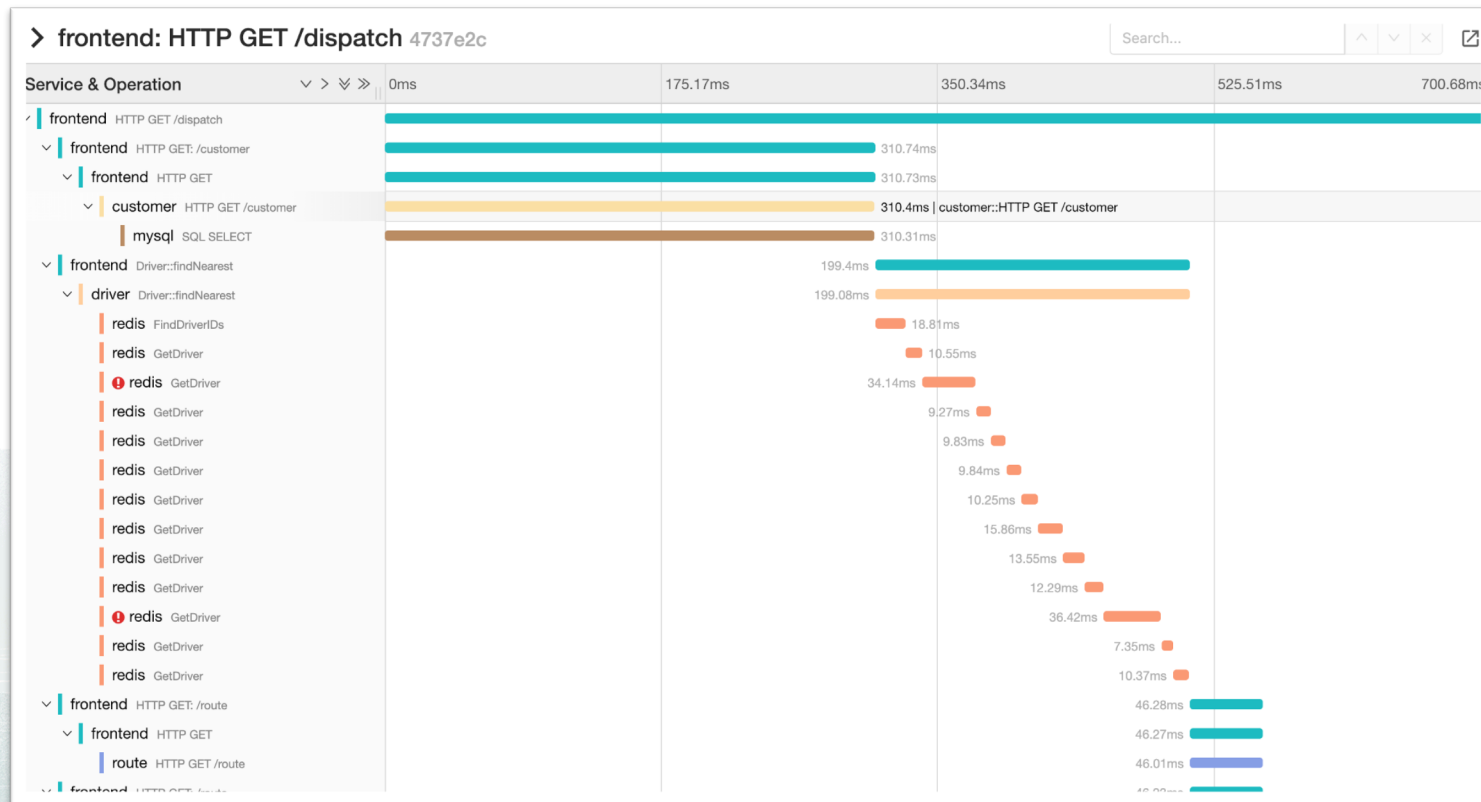 frontend: HTTP GET /dispatch 4737e2c Search...
Service & Operation 0ms 175.17ms 350.34ms 525.51ms 700.68ms
frontend HTTP GET /dispatch
frontend HTTP GET: /customer 310.74ms
frontend HTTP GET 310.73ms
customer HTTP GET /customer 310.4ms | customer::HTTP GET /customer
mysql SQL SELECT 310.31ms
frontend Driver::findNearest 199.4ms
driver Driver::findNearest 199.08ms
redis FindDriverIDs 18.81ms
redis GetDriver 10.55ms
redis GetDriver 34.14ms
redis GetDriver 9.27ms
redis GetDriver 9.83ms
redis GetDriver 9.84ms
redis GetDriver 10.25ms
redis GetDriver 15.86ms
redis GetDriver 13.55ms
redis GetDriver 12.29ms
redis GetDriver 36.42ms
redis GetDriver 7.35ms
redis GetDriver 10.37ms
frontend HTTP GET: /route 46.28ms
frontend HTTP GET 46.27ms
route HTTP GET /route 46.01ms
frontend HTTP GET: /route